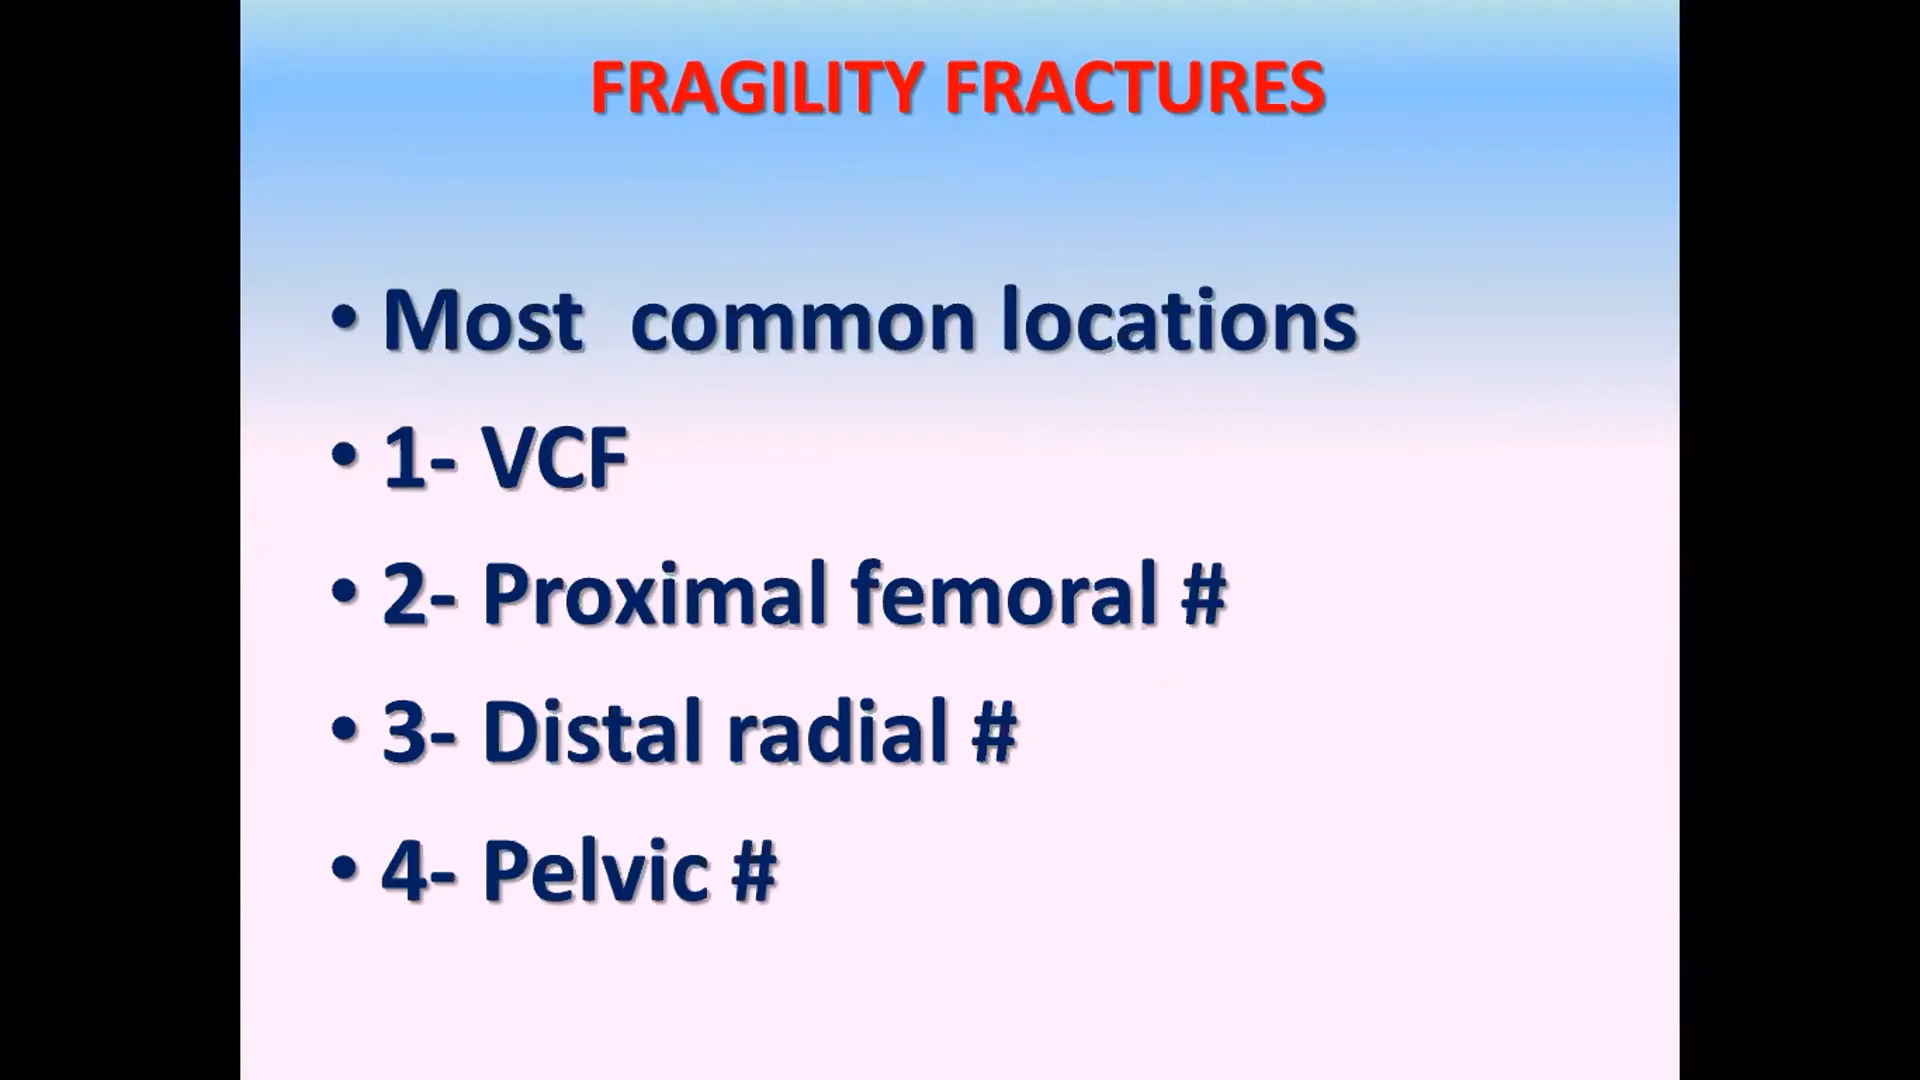 FRAGILITY FRACTURES
• Most  common locations
• 1- VCF
• 2- Proximal femoral #
• 3- Distal radial #
• 4- Pelvic #